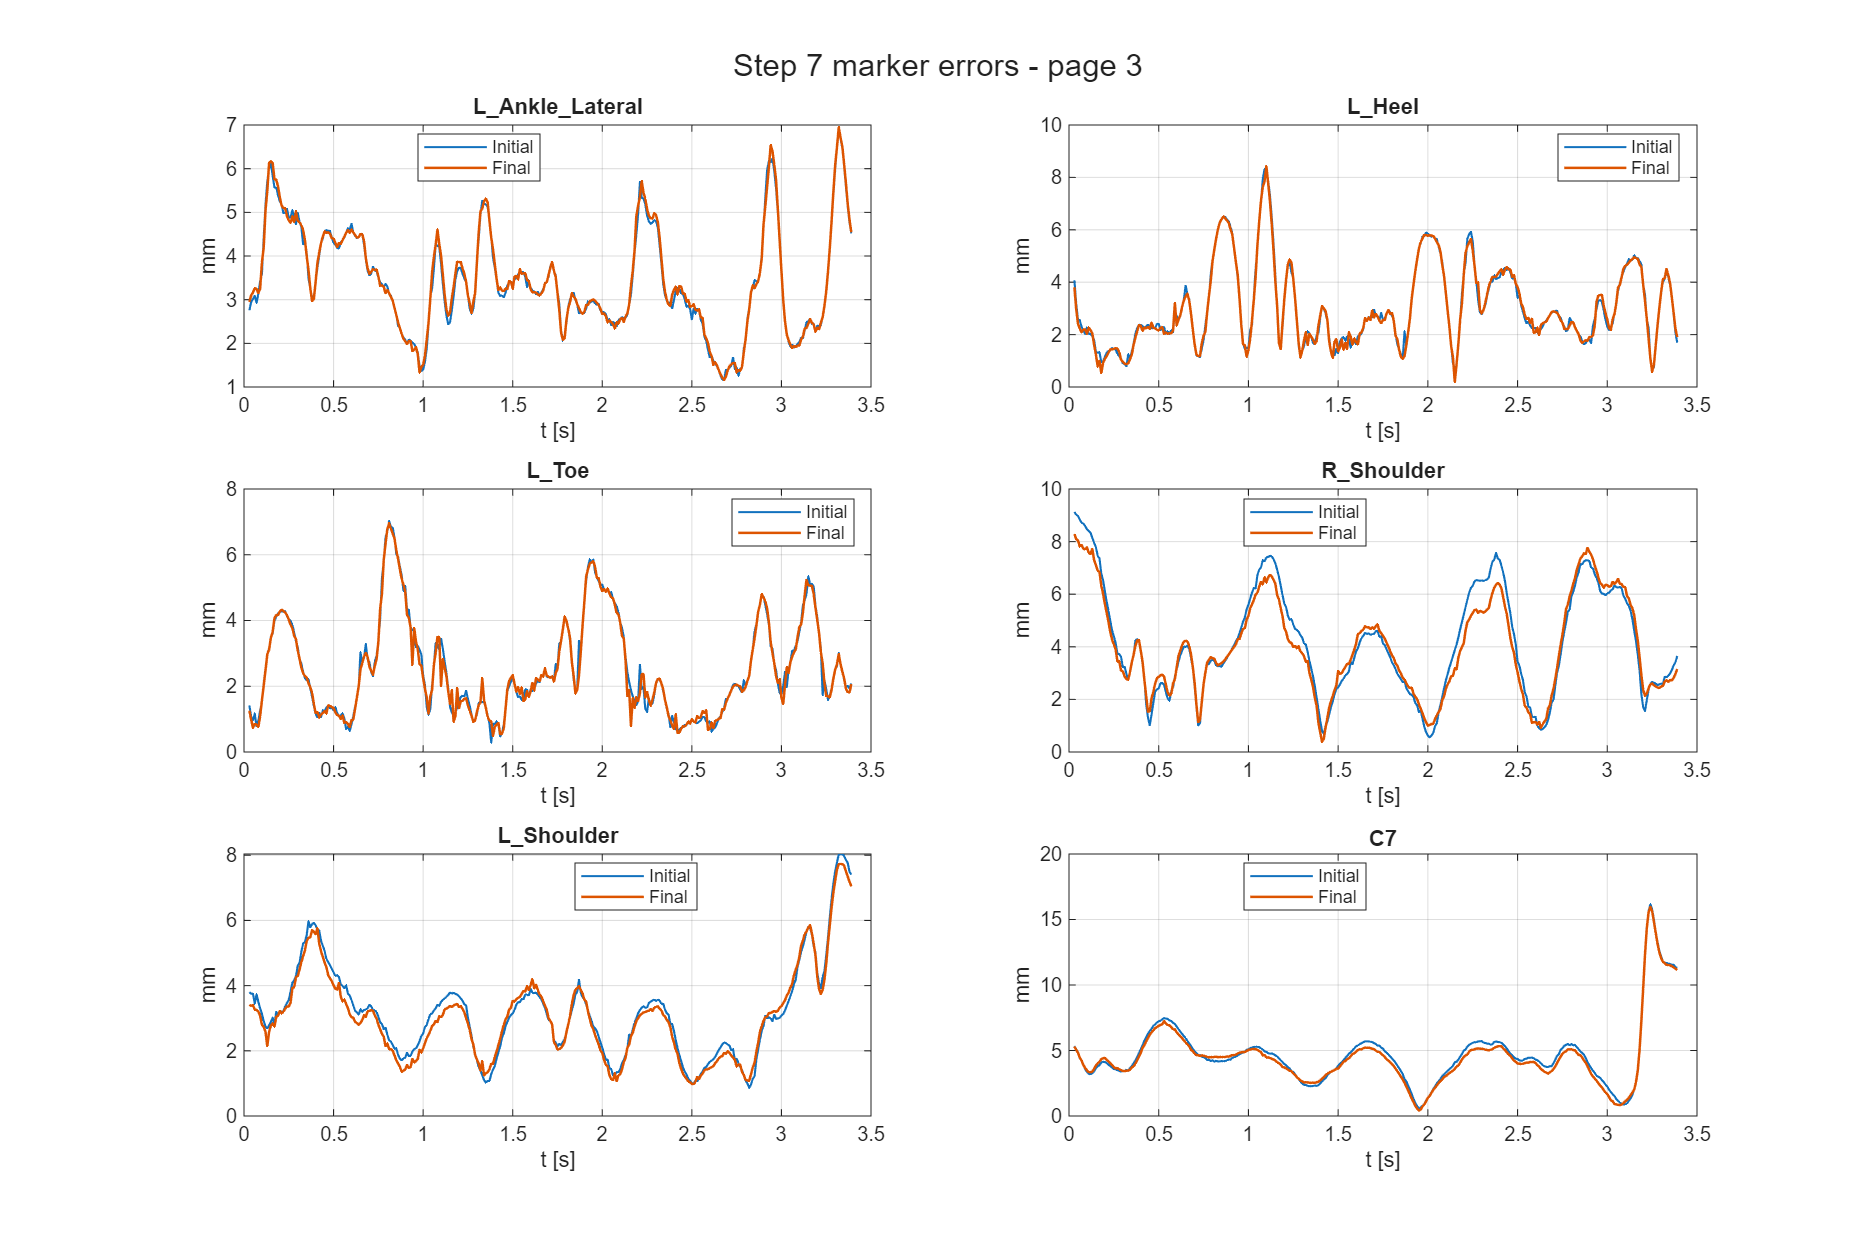 Step 7 marker errors - page 3
L_Ankle_Lateral
7
6
5
4
3
2
1
mm
Initial
Final
0 0.5 1 1.5 2 2.5 3 3.5
t [s]
L_Heel
10
8
6
4
2
0
mm
Initial
Final
0 0.5 1 1.5 2 2.5 3 3.5
t [s]
L_Toe
8
6
4
2
0
mm
Initial
Final
0 0.5 1 1.5 2 2.5 3 3.5
t [s]
R_Shoulder
10
8
6
4
2
0
mm
Initial
Final
0 0.5 1 1.5 2 2.5 3 3.5
t [s]
L_Shoulder
8
6
4
2
0
mm
Initial
Final
0 0.5 1 1.5 2 2.5 3 3.5
t [s]
C7
20
15
10
5
0
mm
Initial
Final
0 0.5 1 1.5 2 2.5 3 3.5
t [s]